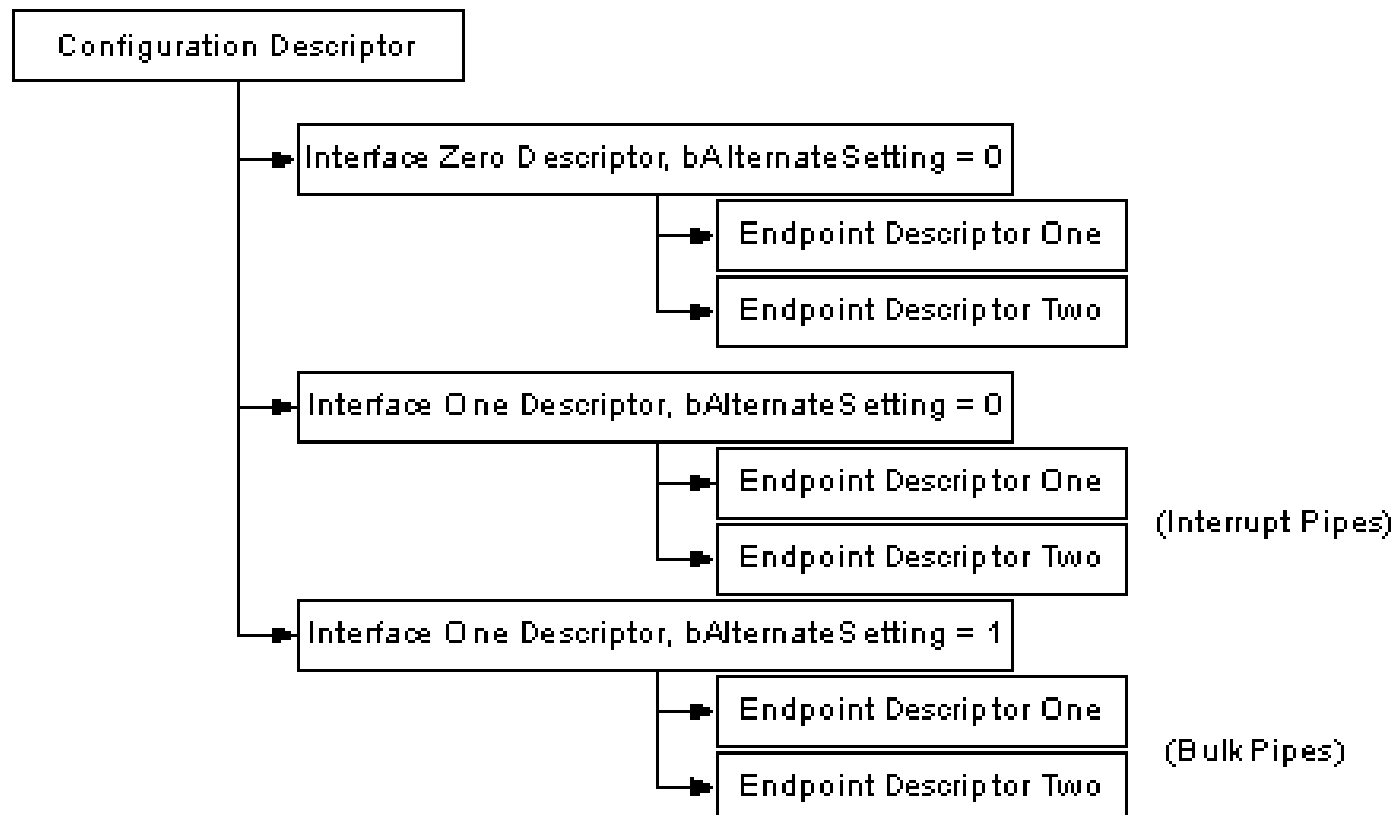 Configuration Descriptor
Interface Zero Descriptor, bAlternateSetting = 0
Endpoint Descriptor One
Endpoint Descriptor Two
Interface One Descriptor, bAlternateSetting = 0
Endpoint Descriptor One
(Interrupt Pipes)
Endpoint Descriptor Two
Interface One Descriptor, bAlternateSetting = 1
Endpoint Descriptor One
(Bulk Pipes)
Endpoint Descriptor Two